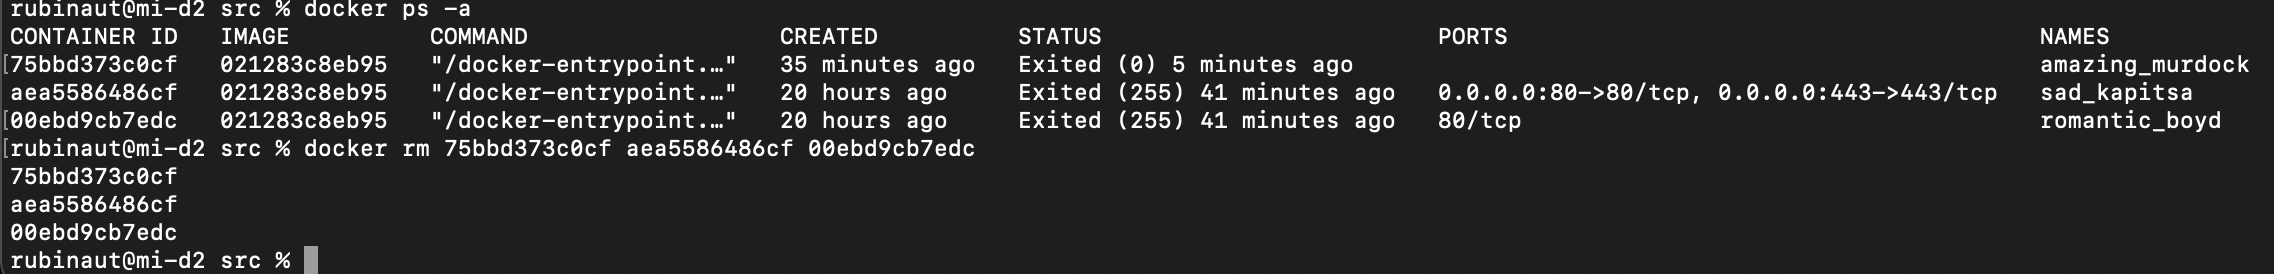 rubinaut@mi-d2 src % docker ps -a
CONTAINER ID   IMAGE          COMMAND                  CREATED          STATUS                        PORTS                                      NAMES
[75bbd373c0cf   021283c8eb95   "/docker-entrypoint.…"   35 minutes ago   Exited (0) 5 minutes ago                                                 amazing_murdock
aea5586486cf   021283c8eb95   "/docker-entrypoint.…"   20 hours ago     Exited (255) 41 minutes ago   0.0.0.0:80->80/tcp, 0.0.0.0:443->443/tcp   sad_kapitsa
[00ebd9cb7edc   021283c8eb95   "/docker-entrypoint.…"   20 hours ago     Exited (255) 41 minutes ago   80/tcp                                     romantic_boyd
[rubinaut@mi-d2 src % docker rm 75bbd373c0cf aea5586486cf 00ebd9cb7edc
75bbd373c0cf
aea5586486cf
00ebd9cb7edc
rubinaut@mi-d2 src %